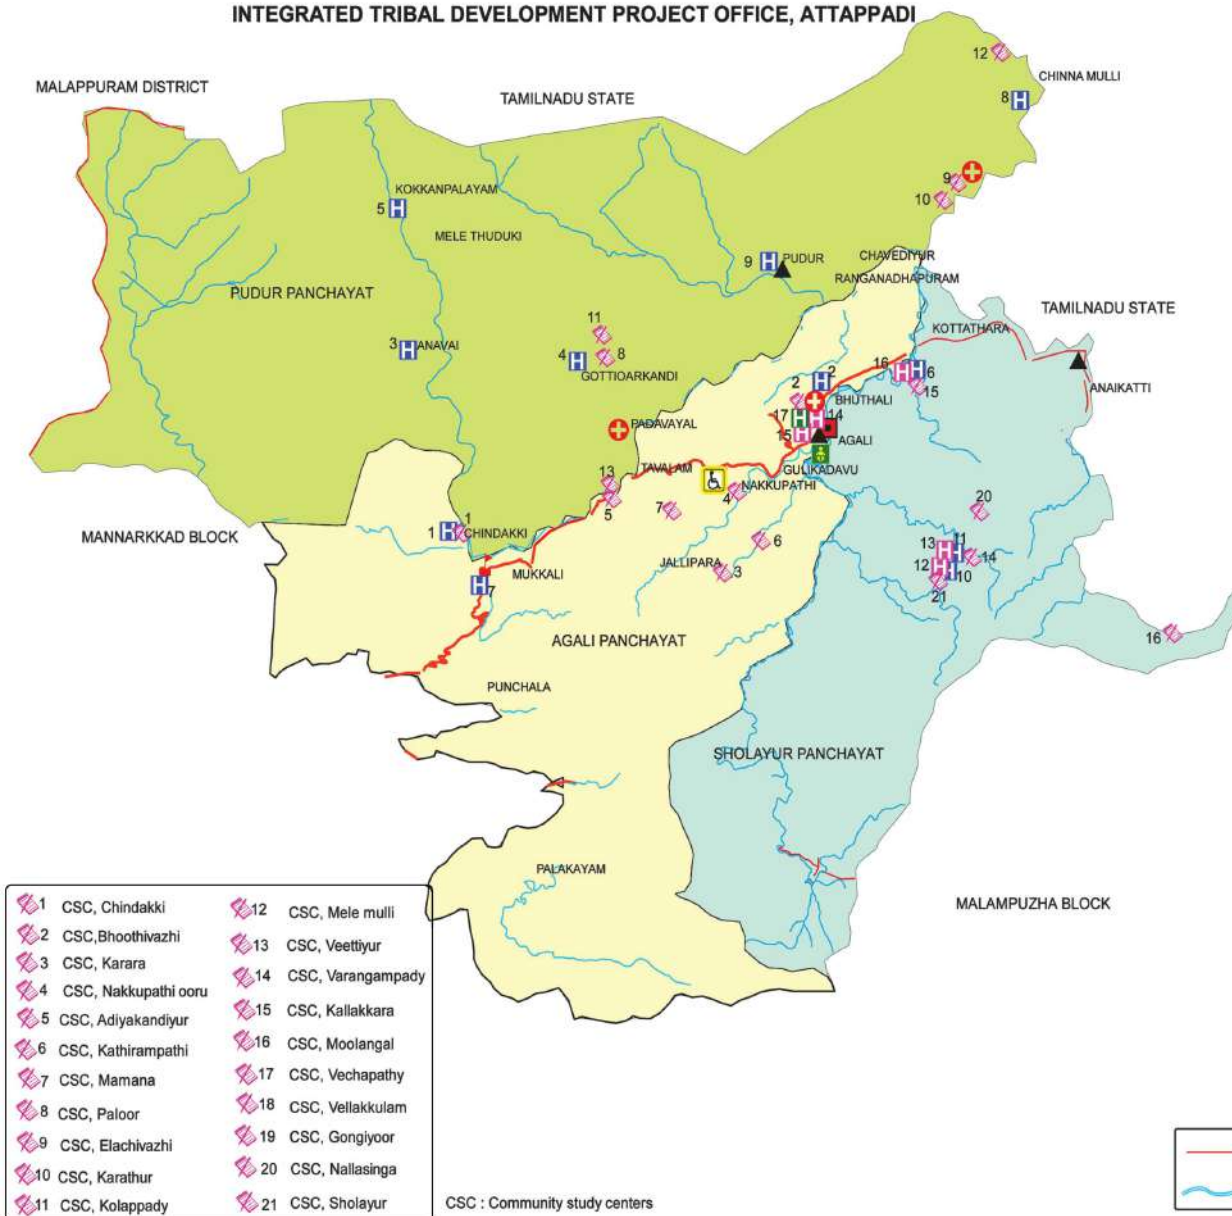 INTEGRATED TRIBAL DEVELOPMENT PROJECT OFFICE, ATTAPPADI
12
CHINNA MULLI
MALAPPURAM DISTRICT
TAMILNADU STATE
8
9
10
KOKKANPALAYAM
5
MELE THUDUKI
9 PUDUR
CHAVEDIYUR
RANGANADHAPURAM
PUDUR PANCHAYAT
TAMILNADU STATE
11
KOTTATHARA
3 ANAVAI
4
8
GOTTIOARKANDI
16
6
2
15
ANAIKATTI
2
BHUTHALI
17
14
PADAVAYAL
15
AGALI
TAVALAM
GULIKADAVU
13
5
7
4
NAKKUPATHI
20
MANNARKKAD BLOCK
1
1
CHINDAKKI
6
13
11
14
MUKKALI
JALLIPARA
3
12
10
7
21
AGALI PANCHAYAT
16
PUNCHALA
SHOLAYUR PANCHAYAT
PALAKAYAM
MALAMPUZHA BLOCK
1 CSC, Chindakki
2 CSC,Bhoothivazhi
3 CSC, Karara
4 CSC, Nakkupathi ooru
5 CSC, Adiyakandiyur
6 CSC, Kathirampathi
7 CSC, Mamana
8 CSC, Paloor
9 CSC, Elachivazhi
10 CSC, Karathur
11 CSC, Kolappady
12 CSC, Mele mulli
13 CSC, Veettiyur
14 CSC, Varangampady
15 CSC, Kallakkara
16 CSC, Moolangal
17 CSC, Vechapathy
18 CSC, Vellakkulam
19 CSC, Gongiyoor
20 CSC, Nallasinga
21 CSC, Sholayur
CSC : Community study centers